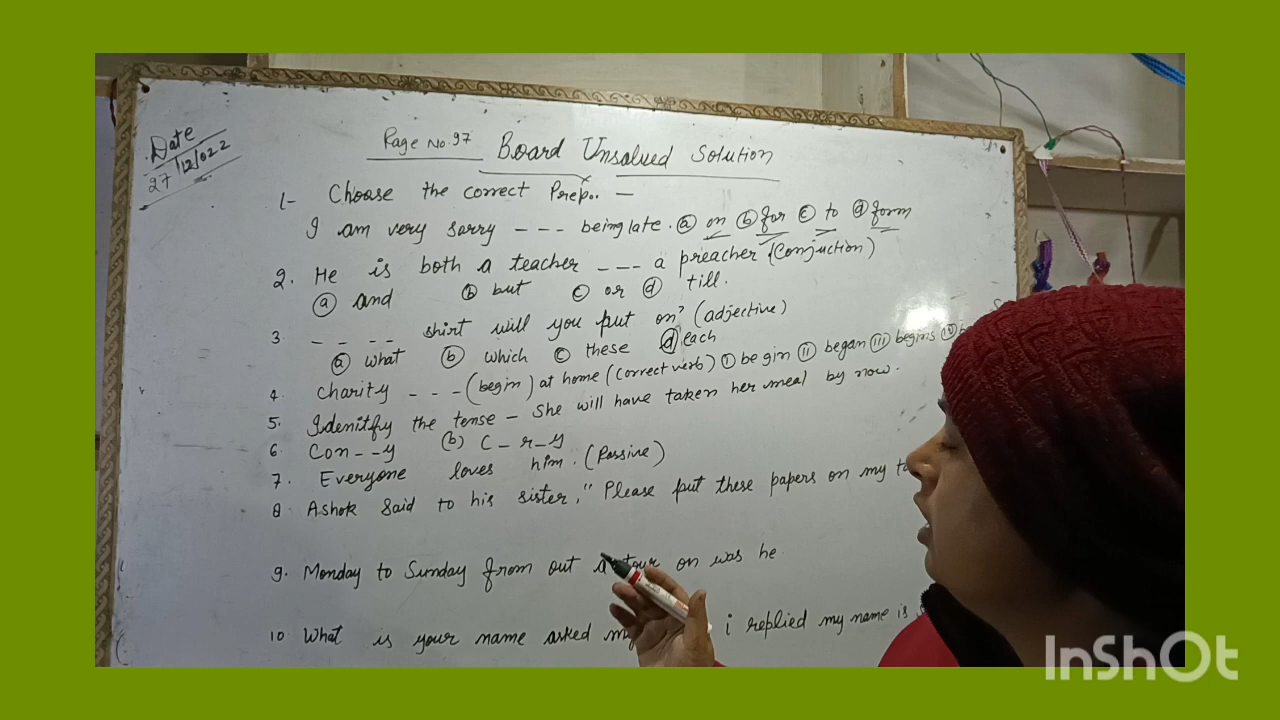 Date
27/12/022
Page No.97 Board Unsolued Solution
1- Choose the correct Prep.. —
I am very sorry - - - being late. (a) on (b) for (c) to (d) form
2. He is both a teacher - - - a preacher (Conjuction)
(a) and (b) but (c) or (d) till.
3. - - - - shirt will you put on? (adjective)
(a) what (b) which (c) these (d) each
4. Charity - - - (begin) at home (correct verb) (i) begin (ii) began (iii) begins (iv)
5. Idenitfy the tense - She will have taken her meal by now.
6. Con - - y (b) C - r - y
7. Everyone loves him. (Passive)
8 Ashok Said to his sister, "Please put these papers on my
9. Monday to Sunday from out a tour on was he.
10 What is your name asked i replied my name is
InShOt